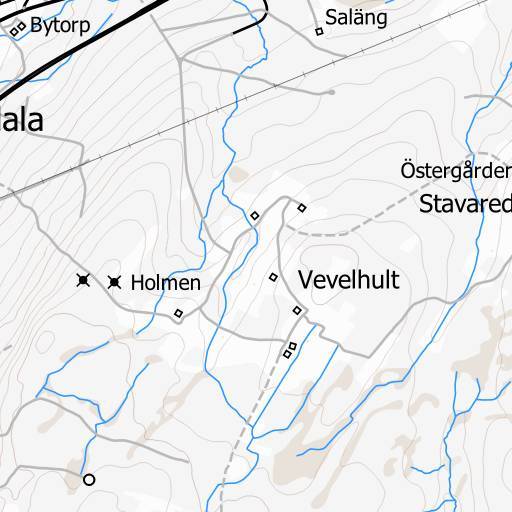 Saläng
Bytorp
ala
Östergården
Stavared
Holmen
Vevelhult